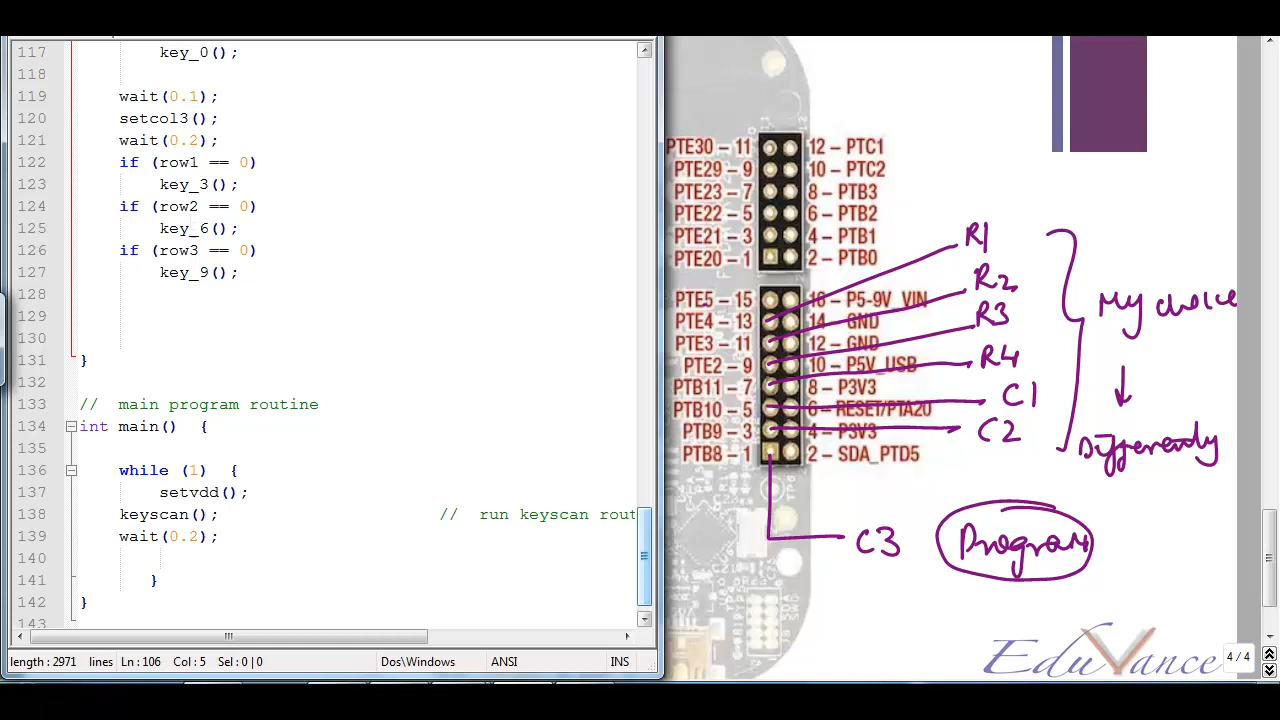 117 key_0();
118
119 wait(0.1);
120 setcol3();
121 wait(0.2);
122 if (row1 == 0)
123 key_3();
124 if (row2 == 0)
125 key_6();
126 if (row3 == 0)
127 key_9();
128
129
130
131 }
132
133 // main program routine
134 int main() {
135
136 while (1) {
137 setvdd();
138 keyscan(); // run keyscan rout
139 wait(0.2);
140
141 }
142 }
143
length : 2971 lines Ln : 106 Col : 5 Sel : 0 | 0 Dos\Windows ANSI INS
PTE30 – 11 12 – PTC1
PTE29 – 9 10 – PTC2
PTE23 – 7 8 – PTB3
PTE22 – 5 6 – PTB2
PTE21 – 3 4 – PTB1
PTE20 – 1 2 – PTB0
PTE5 – 15 16 – P5-9V_VIN
PTE4 – 13 14 – GND
PTE3 – 11 12 – GND
PTE2 – 9 10 – P5V_USB
PTB11 – 7 8 – P3V3
PTB10 – 5 6 – RESET/PTA20
PTB9 – 3 4 – P3V3
PTB8 – 1 2 – SDA_PTD5
R1
R2
R3
R4
C1
C2
C3
My choice
Differently
Program
EduVance
4 / 4